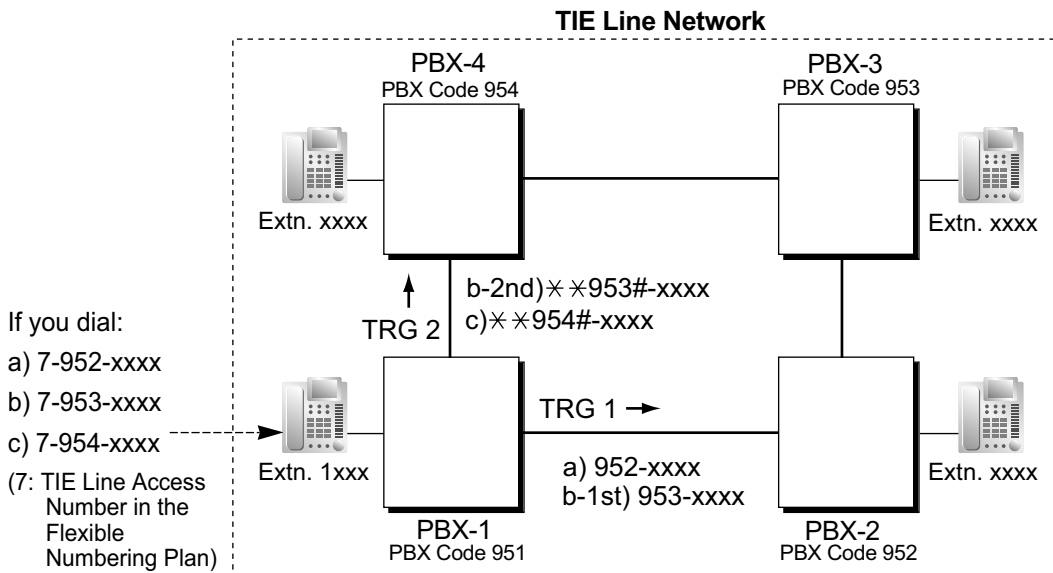 TIE Line Network
PBX-4
PBX Code 954
PBX-3
PBX Code 953
Extn. xxxx
Extn. xxxx
b-2nd)✳✳953#-xxxx
c)✳✳954#-xxxx
TRG 2
If you dial:
a) 7-952-xxxx
b) 7-953-xxxx
c) 7-954-xxxx
(7: TIE Line Access
Number in the
Flexible
Numbering Plan)
Extn. 1xxx
TRG 1
a) 952-xxxx
b-1st) 953-xxxx
Extn. xxxx
PBX-1
PBX Code 951
PBX-2
PBX Code 952